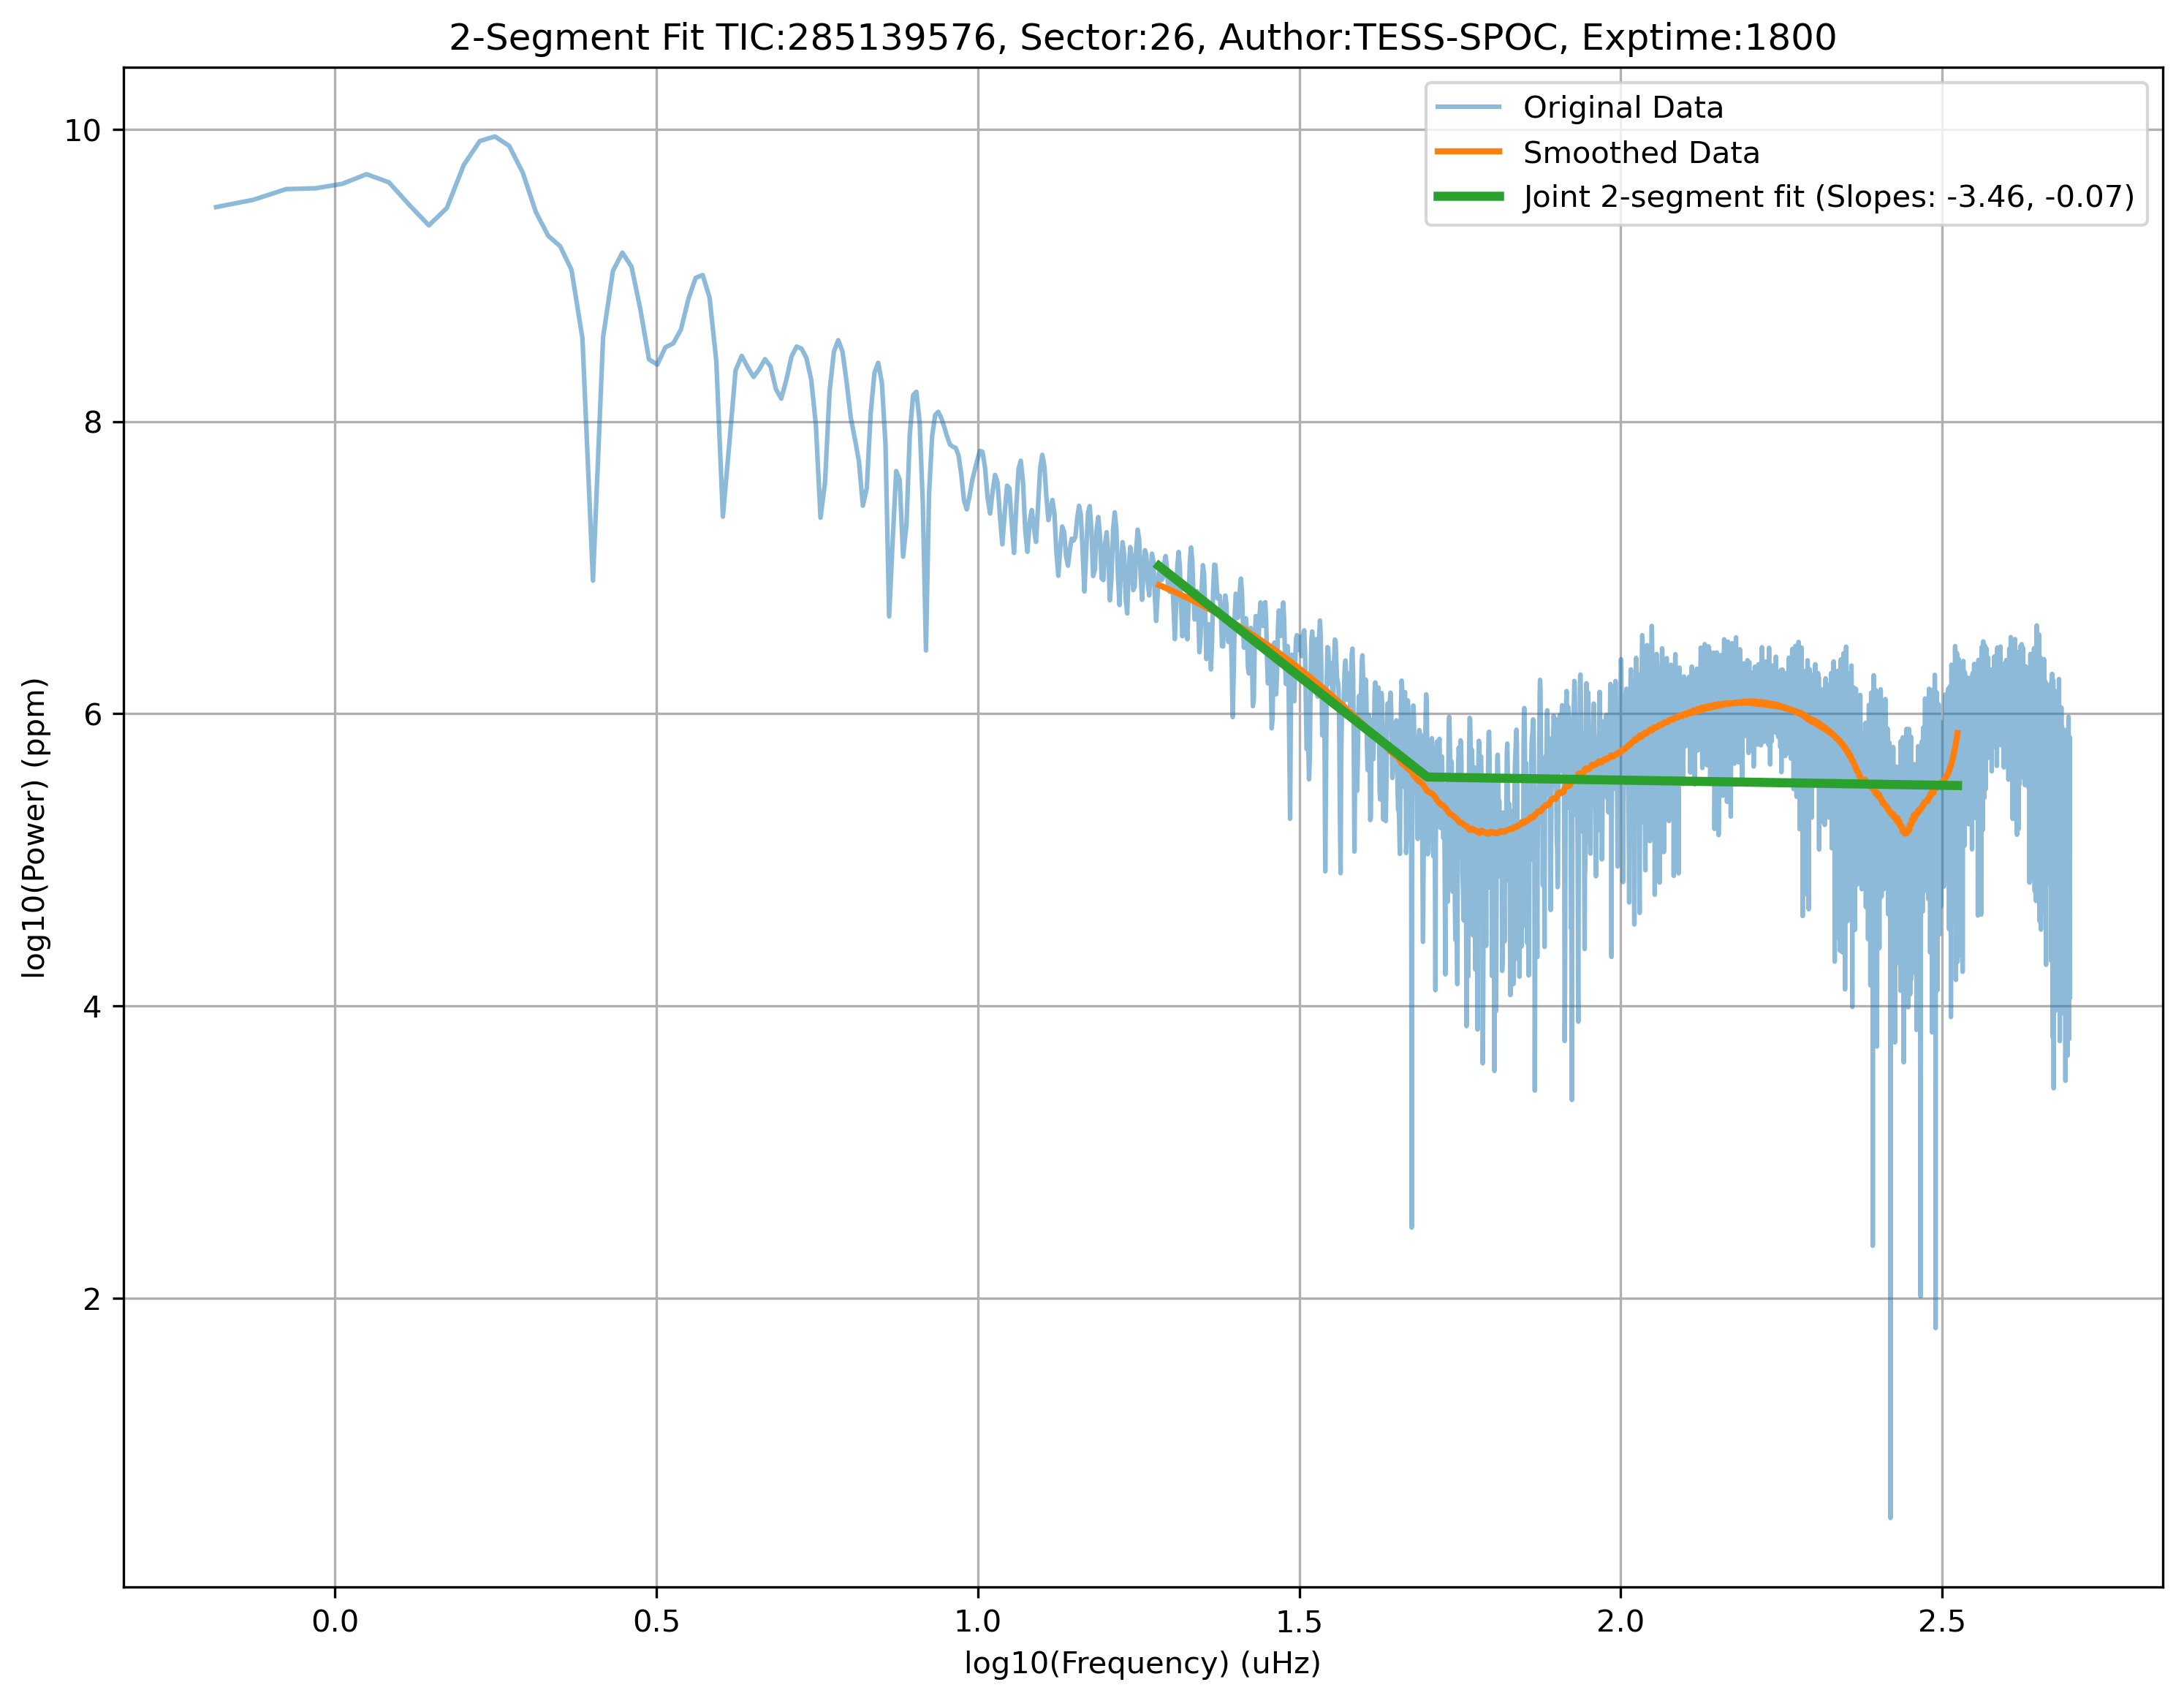 2-Segment Fit TIC:285139576, Sector:26, Author:TESS-SPOC, Exptime:1800
Original Data
Smoothed Data
Joint 2-segment fit (Slopes: -3.46, -0.07)
log10(Power) (ppm)
10
8
6
4
2
0.0
0.5
1.0
1.5
2.0
2.5
log10(Frequency) (uHz)